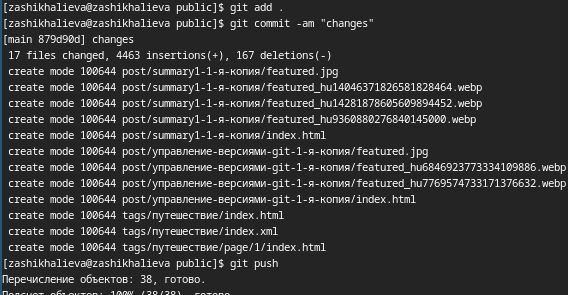 [zashikhalieva@zashikhalieva public]$ git add .
[zashikhalieva@zashikhalieva public]$ git commit -am "changes"
[main 879d90d] changes
 17 files changed, 4463 insertions(+), 167 deletions(-)
 create mode 100644 post/summary1-1-я-копия/featured.jpg
 create mode 100644 post/summary1-1-я-копия/featured_hu14046371826581828464.webp
 create mode 100644 post/summary1-1-я-копия/featured_hu14281878605609894452.webp
 create mode 100644 post/summary1-1-я-копия/featured_hu9360880276840145000.webp
 create mode 100644 post/summary1-1-я-копия/index.html
 create mode 100644 post/управление-версиями-git-1-я-копия/featured.jpg
 create mode 100644 post/управление-версиями-git-1-я-копия/featured_hu6846923773334109886.webp
 create mode 100644 post/управление-версиями-git-1-я-копия/featured_hu7769574733171376632.webp
 create mode 100644 post/управление-версиями-git-1-я-копия/index.html
 create mode 100644 tags/путешествие/index.html
 create mode 100644 tags/путешествие/index.xml
 create mode 100644 tags/путешествие/page/1/index.html
[zashikhalieva@zashikhalieva public]$ git push
Перечисление объектов: 38, готово.
Подсчет объектов: 100% (38/38), готово.